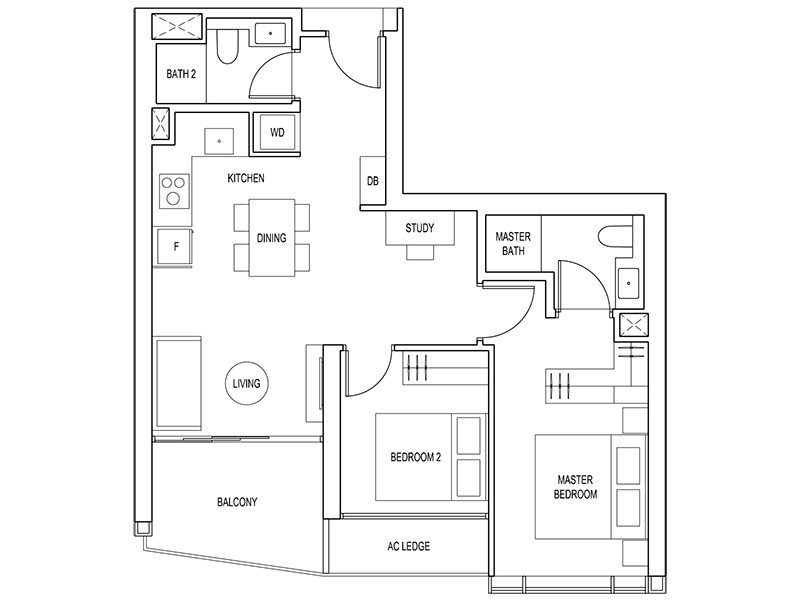 BATH 2
WD
KITCHEN
DB
F
DINING
STUDY
MASTER
BATH
LIVING
BEDROOM 2
MASTER
BEDROOM
BALCONY
AC LEDGE